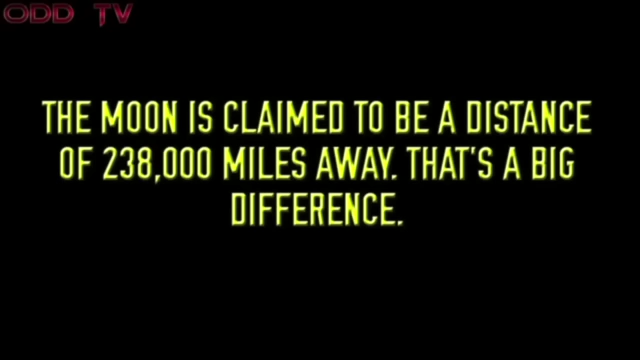 ODD TV
THE MOON IS CLAIMED TO BE A DISTANCE
OF 238,000 MILES AWAY. THAT'S A BIG
DIFFERENCE.